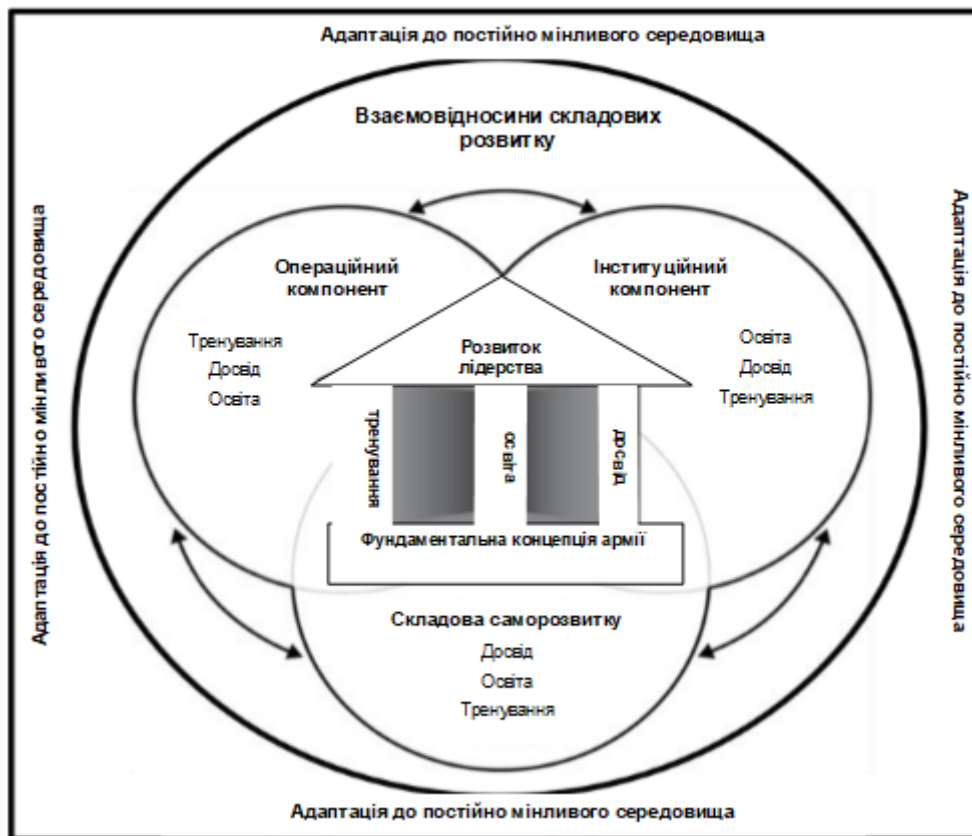 Адаптація до постійно мінливого середовища
Взаємовідносини складових
розвитку
Адаптація до постійно мінливого середовища
Адаптація до постійно мінливого середовища
Операційний
компонент
Інституційний
компонент
Тренування
Досвід
Освіта
Освіта
Досвід
Тренування
Розвиток
лідерства
тренування
освіта
досвід
Фундаментальна концепція армії
Складова саморозвитку
Досвід
Освіта
Тренування
Адаптація до постійно мінливого середовища